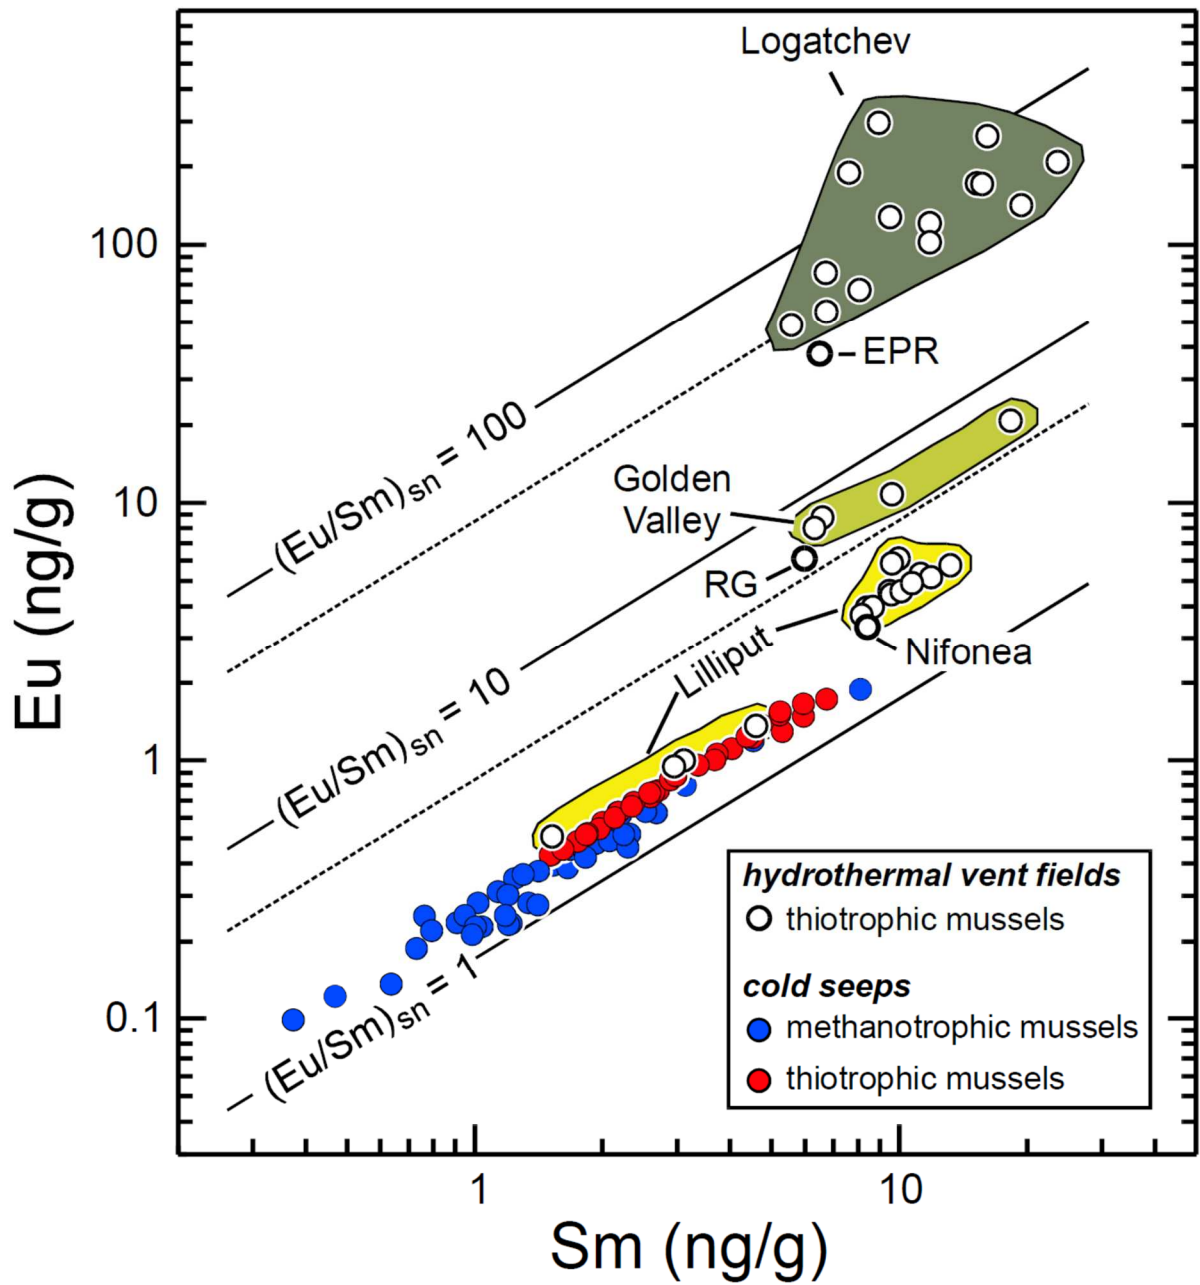 Logatchev
100
EPR
(Eu/Sm)sn = 100
Golden
Valley
10
RG
Eu (ng/g)
Lilliput
Nifonea
(Eu/Sm)sn = 10
1
hydrothermal vent fields
thiotrophic mussels
cold seeps
methanotrophic mussels
thiotrophic mussels
0.1
(Eu/Sm)sn = 1
1
10
Sm (ng/g)